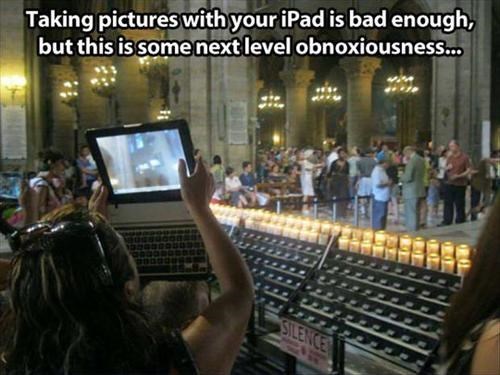 Taking pictures with your iPad is bad enough,
but this is some next level obnoxiousness...
SILENCE